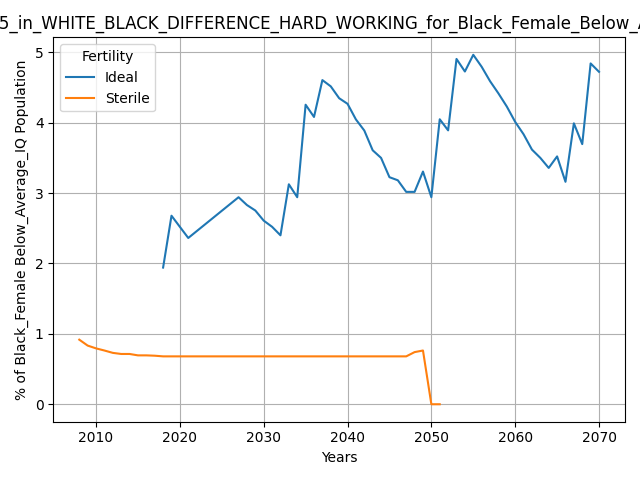 5_in_WHITE_BLACK_DIFFERENCE_HARD_WORKING_for_Black_Female_Below_
Fertility
Ideal
Sterile
% of Black_Female Below_Average_IQ Population
5
4
3
2
1
0
2010 2020 2030 2040 2050 2060 2070
Years